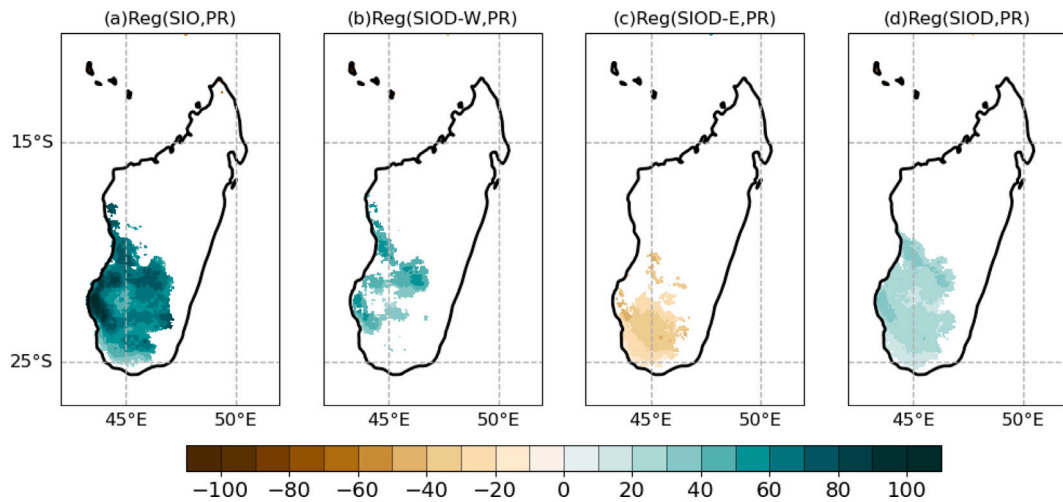 (a)Reg(SIO,PR) (b)Reg(SIOD-W,PR) (c)Reg(SIOD-E,PR) (d)Reg(SIOD,PR)
15°S
25°S
45°E 50°E 45°E 50°E 45°E 50°E 45°E 50°E
−100 −80 −60 −40 −20 0 20 40 60 80 100